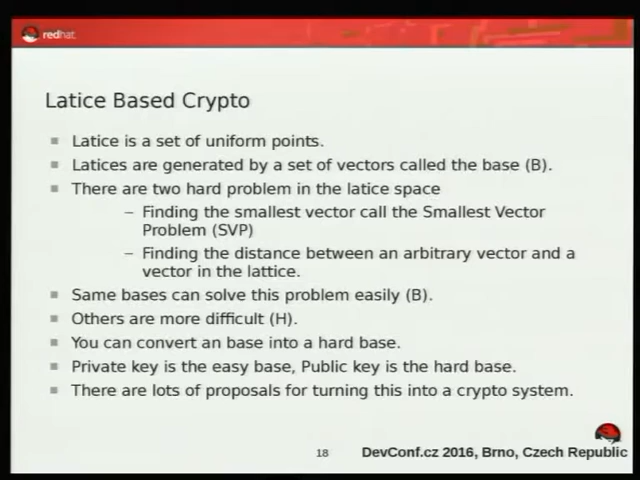 redhat
Latice Based Crypto
Latice is a set of uniform points.
Latices are generated by a set of vectors called the base (B).
There are two hard problem in the latice space
– Finding the smallest vector call the Smallest Vector
Problem (SVP)
– Finding the distance between an arbitrary vector and a
vector in the lattice.
Same bases can solve this problem easily (B).
Others are more difficult (H).
You can convert an base into a hard base.
Private key is the easy base, Public key is the hard base.
There are lots of proposals for turning this into a crypto system.
18 DevConf.cz 2016, Brno, Czech Republic